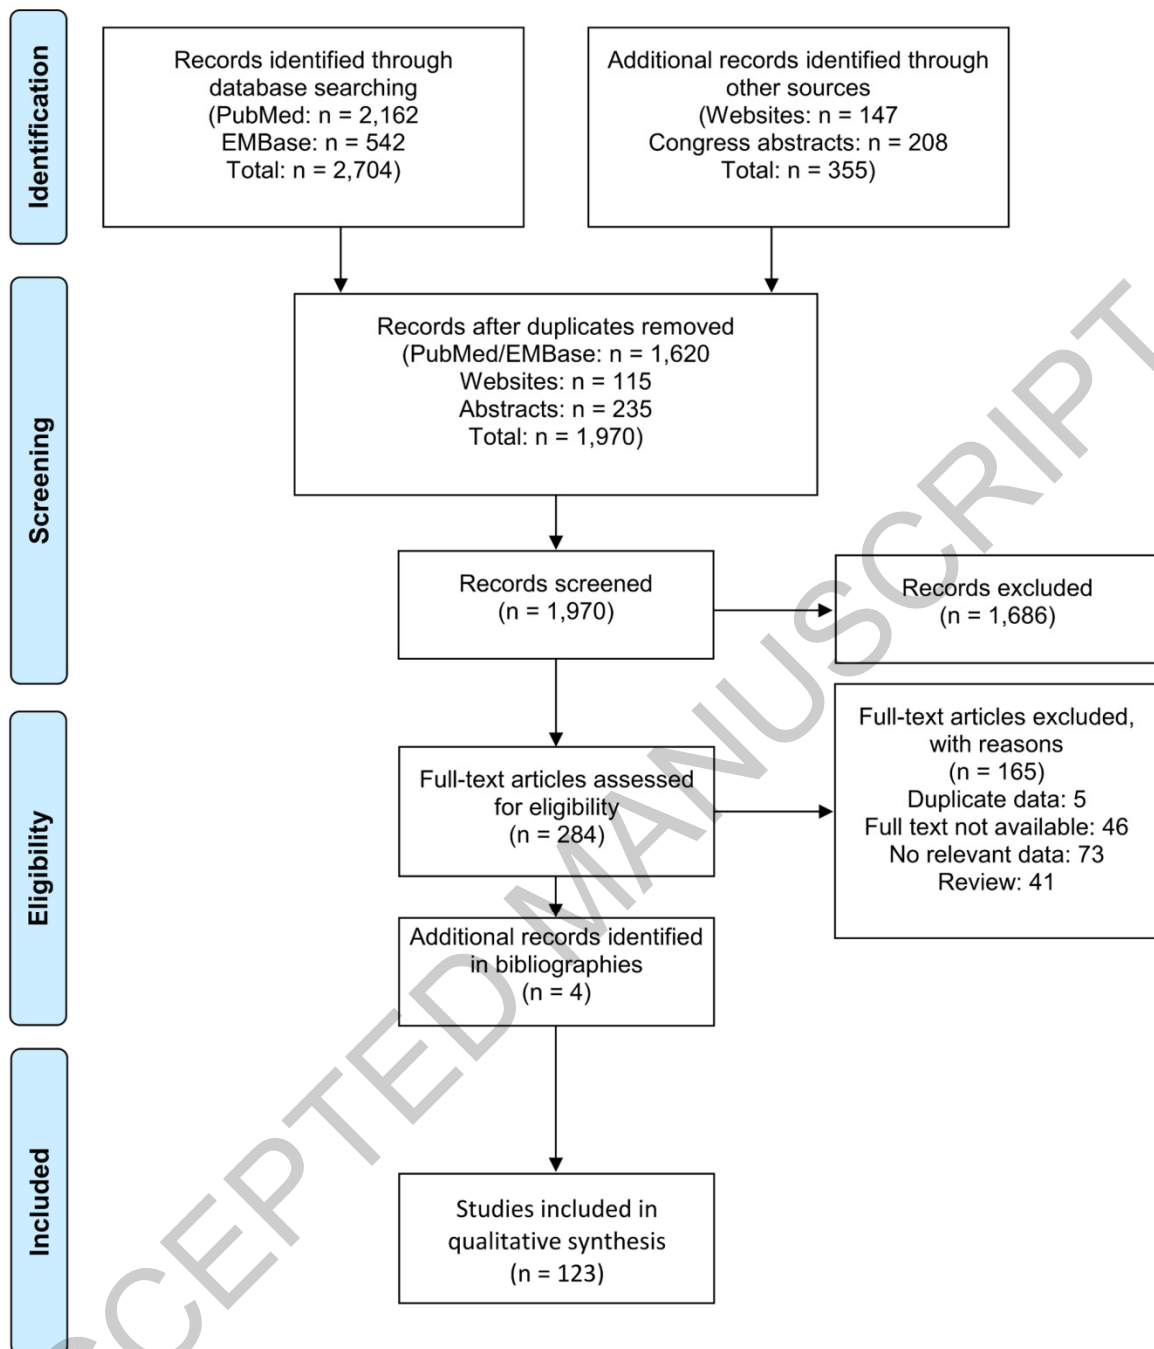 Identification
Records identified through
database searching
(PubMed: n = 2,162
EMBase: n = 542
Total: n = 2,704)
Additional records identified through
other sources
(Websites: n = 147
Congress abstracts: n = 208
Total: n = 355)
Screening
Records after duplicates removed
(PubMed/EMBase: n = 1,620
Websites: n = 115
Abstracts: n = 235
Total: n = 1,970)
Records screened
(n = 1,970)
Records excluded
(n = 1,686)
Eligibility
Full-text articles assessed
for eligibility
(n = 284)
Full-text articles excluded,
with reasons
(n = 165)
Duplicate data: 5
Full text not available: 46
No relevant data: 73
Review: 41
Additional records identified
in bibliographies
(n = 4)
Included
Studies included in
qualitative synthesis
(n = 123)
CEPTED MANUSCRIPT